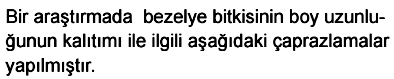 Bir araştırmada bezelye bitkisinin boy uzunlu-
ğunun kalıtımı ile ilgili aşağıdaki çaprazlamalar
yapılmıştır.